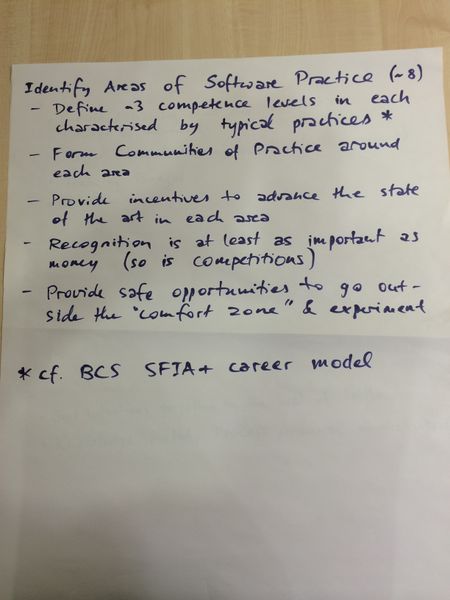 Identify Areas of Software Practice (~8)
- Define ~3 competence levels in each
characterised by typical practices *
- Form Communities of Practice around
each area
- Provide incentives to advance the state
of the art in each area
- Recognition is at least as important as
money (so is competitions)
- Provide safe opportunities to go out-
side the "comfort zone" & experiment
* cf. BCS SFIA+ career model